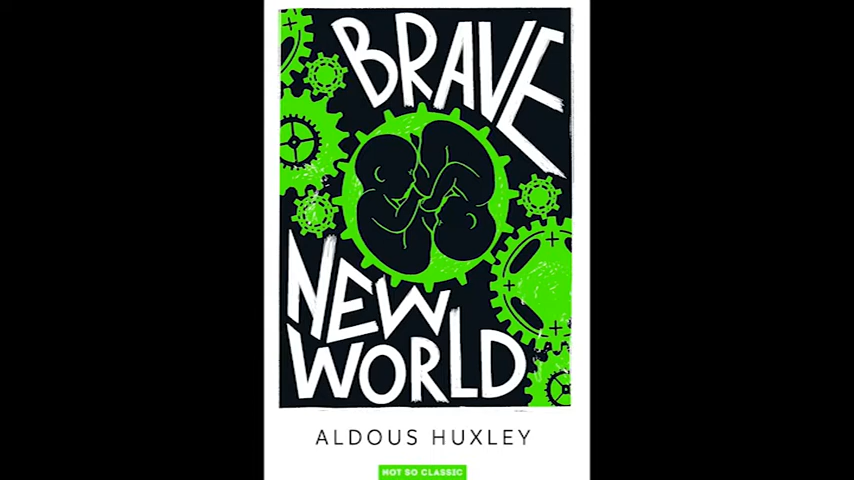 BRAVE
NEW
WORLD
ALDOUS HUXLEY
NOT SO CLASSIC